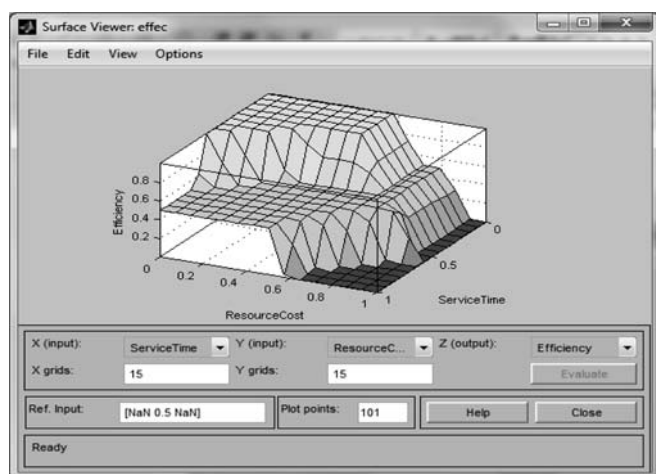 Surface Viewer: effec
File Edit View Options
0.8
0.6
0.4
0.2
Efficiency
0
0.2
0.4
0.6
0.8
1
ResourceCost
0
0.5
1
ServiceTime
X (input): ServiceTime Y (input): ResourceC... Z (output): Efficiency
X grids: 15 Y grids: 15 Evaluate
Ref. Input: [NaN 0.5 NaN] Plot points: 101 Help Close
Ready